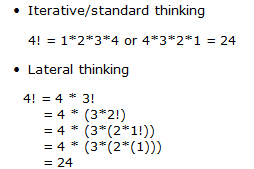 • Iterative/standard thinking
4! = 1*2*3*4 or 4*3*2*1 = 24
• Lateral thinking
4! = 4 * 3!
= 4 * (3*2!)
= 4 * (3*(2*1!))
= 4 * (3*(2*(1)))
= 24